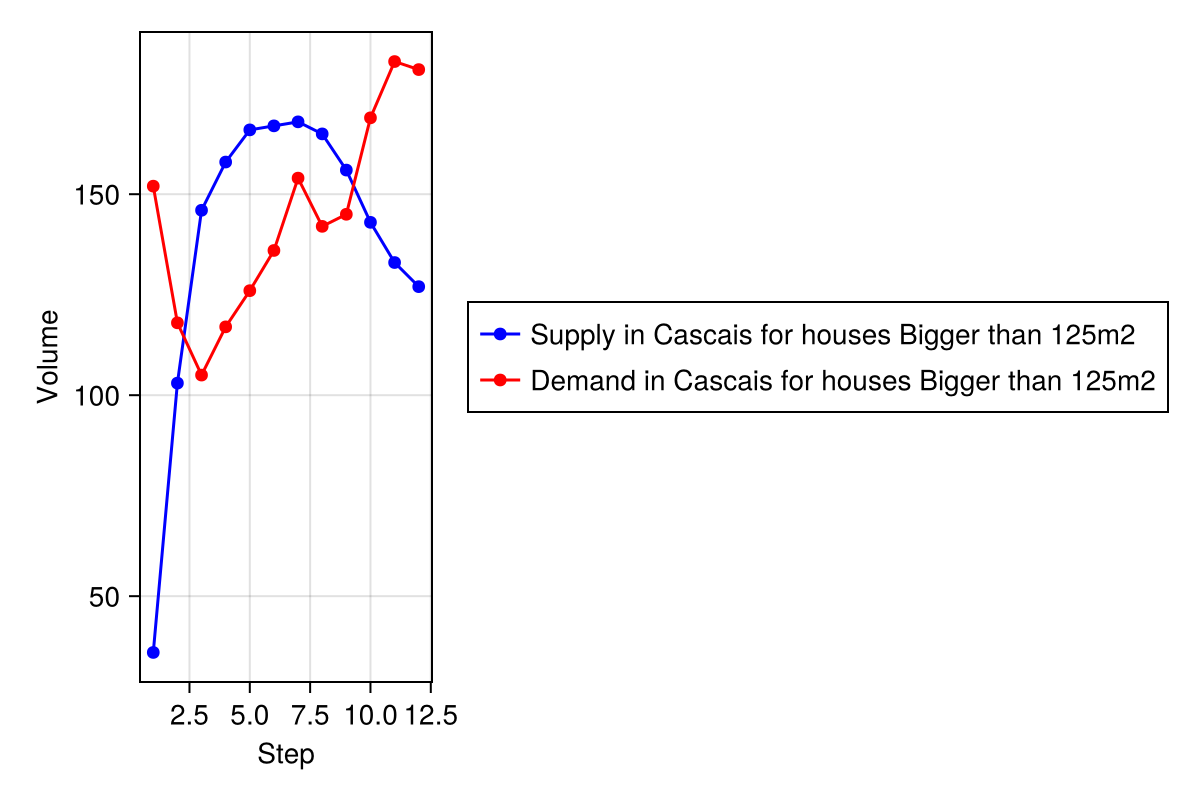 150
100
50
Volume
2.5 5.0 7.5 10.0 12.5
Step
Supply in Cascais for houses Bigger than 125m2
Demand in Cascais for houses Bigger than 125m2